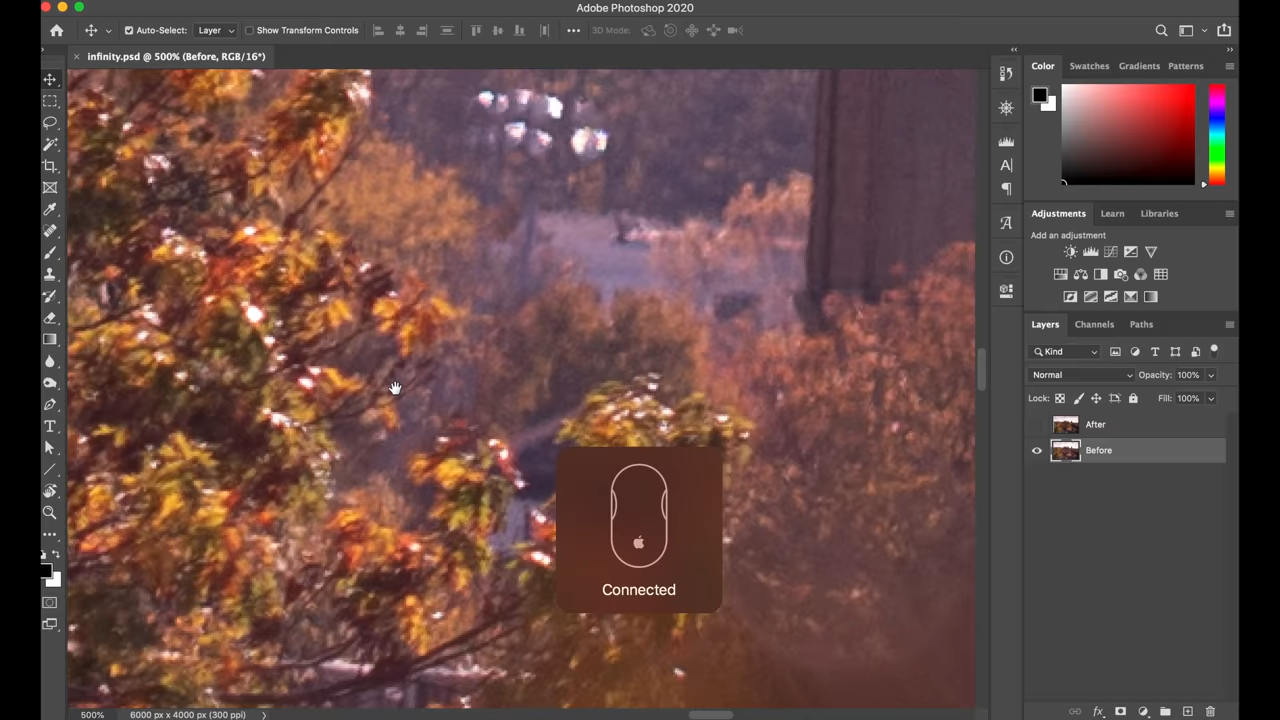 Adobe Photoshop 2020
Auto-Select:
Layer
Show Transform Controls
3D Mode:
infinity.psd @ 500% (Before, RGB/16*)
Color
Swatches
Gradients
Patterns
Adjustments
Learn
Libraries
Add an adjustment
Layers
Channels
Paths
Kind
Normal
Opacity: 100%
Lock:
Fill: 100%
After
Before
Connected
500%
6000 px x 4000 px (300 ppi)